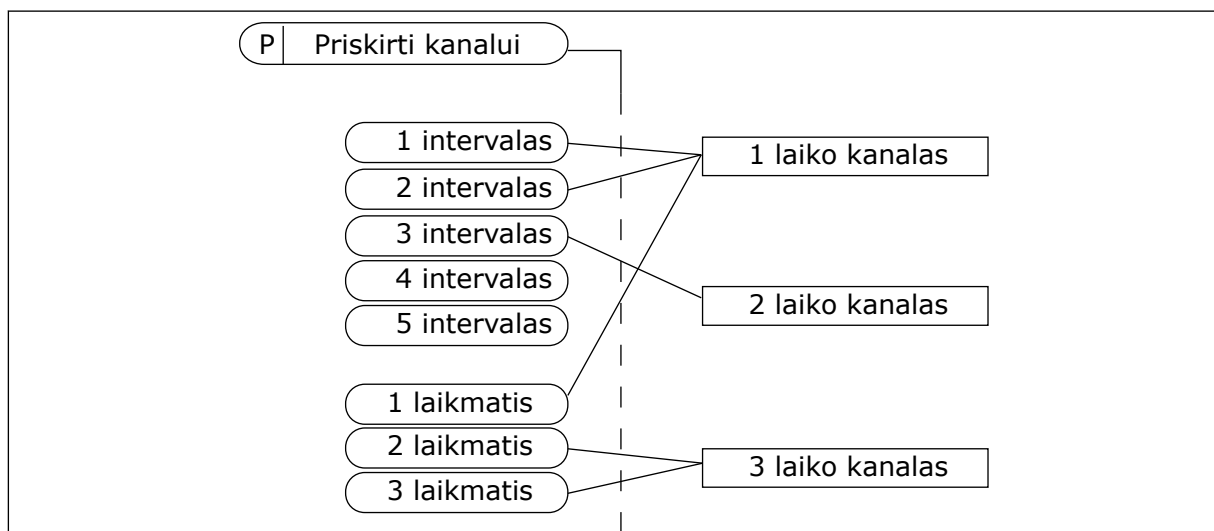 P Priskirti kanalui
1 intervalas
2 intervalas
3 intervalas
4 intervalas
5 intervalas
1 laikmatis
2 laikmatis
3 laikmatis
1 laiko kanalas
2 laiko kanalas
3 laiko kanalas